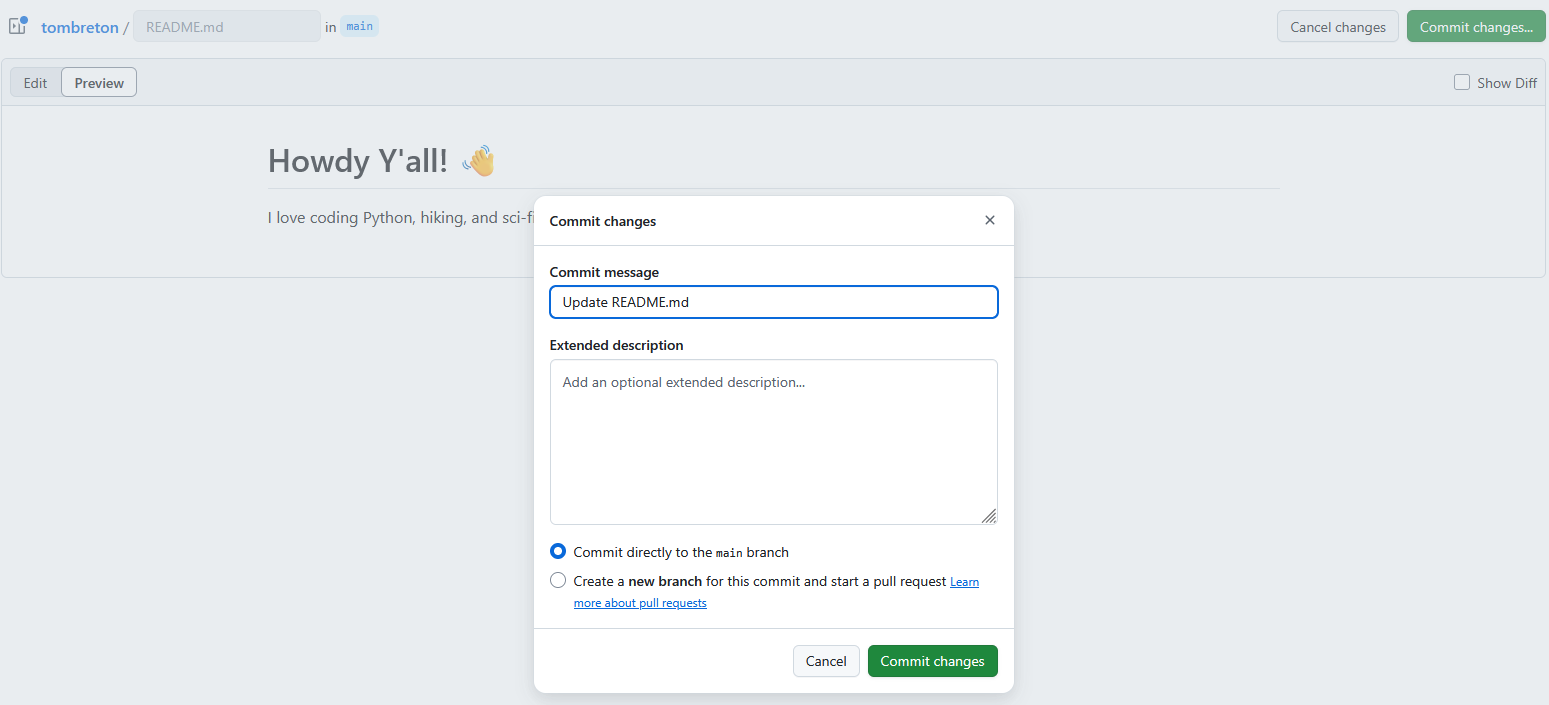 tombreton / README.md in main
Cancel changes
Commit changes...
Edit
Preview
Show Diff
Howdy Y'all! 👋
I love coding Python, hiking, and sci-fi
Commit changes
Commit message
Update README.md
Extended description
Add an optional extended description...
Commit directly to the main branch
Create a new branch for this commit and start a pull request Learn
more about pull requests
Cancel
Commit changes